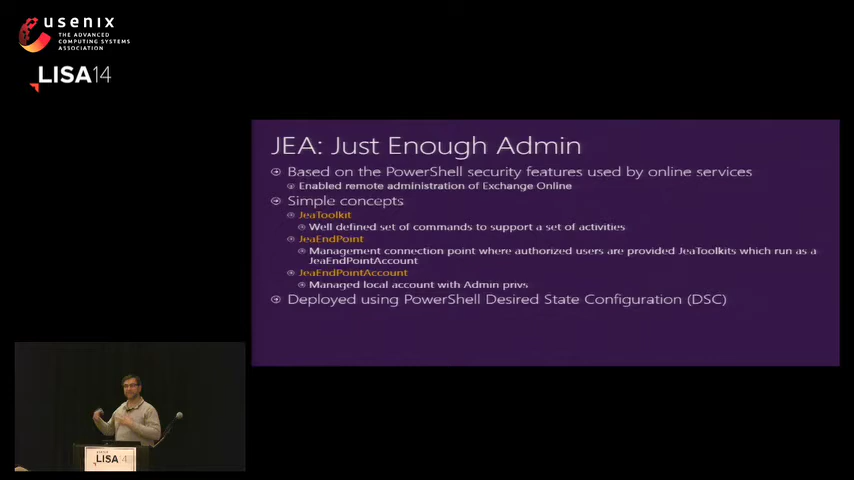 usenix
THE ADVANCED
COMPUTING SYSTEMS
ASSOCIATION
LISA14
JEA: Just Enough Admin
Based on the PowerShell security features used by online services
Enabled remote administration of Exchange Online
Simple concepts
JeaToolkit
Well defined set of commands to support a set of activities
JeaEndPoint
Management connection point where authorized users are provided JeaToolkits which run as a
JeaEndPointAccount
JeaEndPointAccount
Managed local account with Admin privs
Deployed using PowerShell Desired State Configuration (DSC)
LISA14